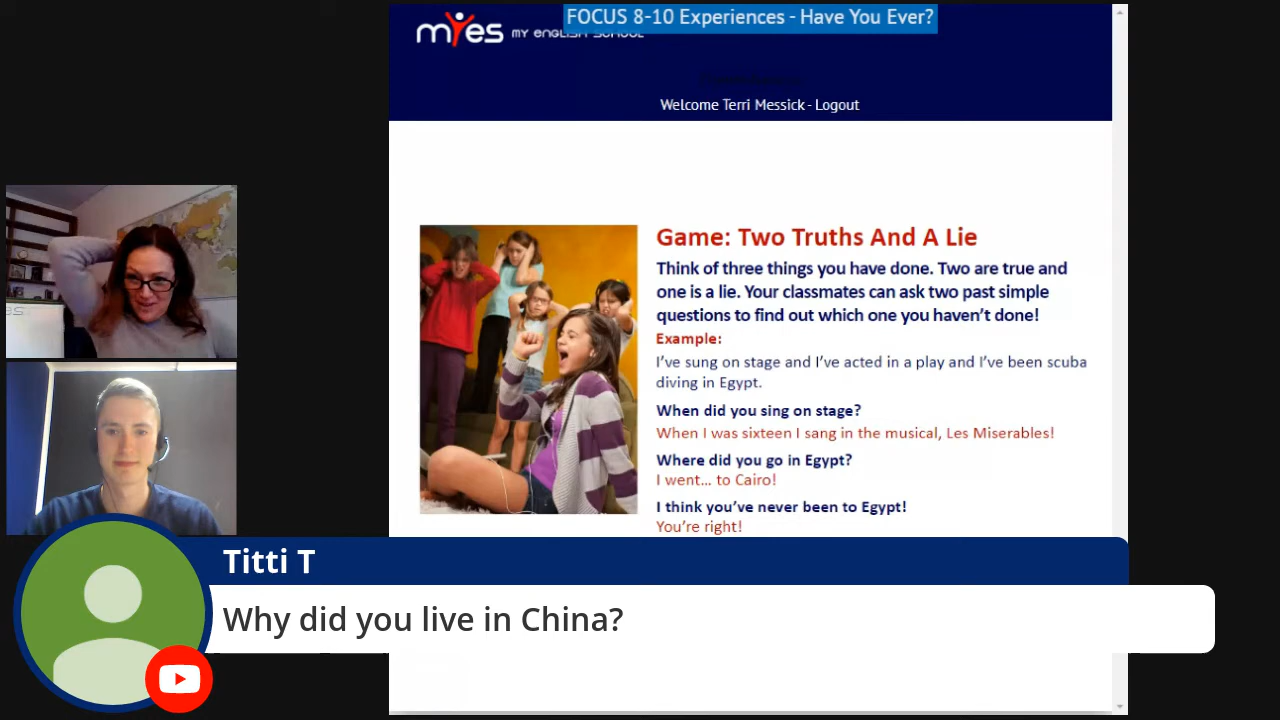 FOCUS 8-10 Experiences - Have You Ever?
myes MY ENGLISH SCHOOL
Welcome Terri Messick - Logout
Game: Two Truths And A Lie
Think of three things you have done. Two are true and
one is a lie. Your classmates can ask two past simple
questions to find out which one you haven't done!
Example:
I've sung on stage and I've acted in a play and I've been scuba
diving in Egypt.
When did you sing on stage?
When I was sixteen I sang in the musical, Les Miserables!
Where did you go in Egypt?
I went... to Cairo!
I think you've never been to Egypt!
You're right!
Titti T
Why did you live in China?